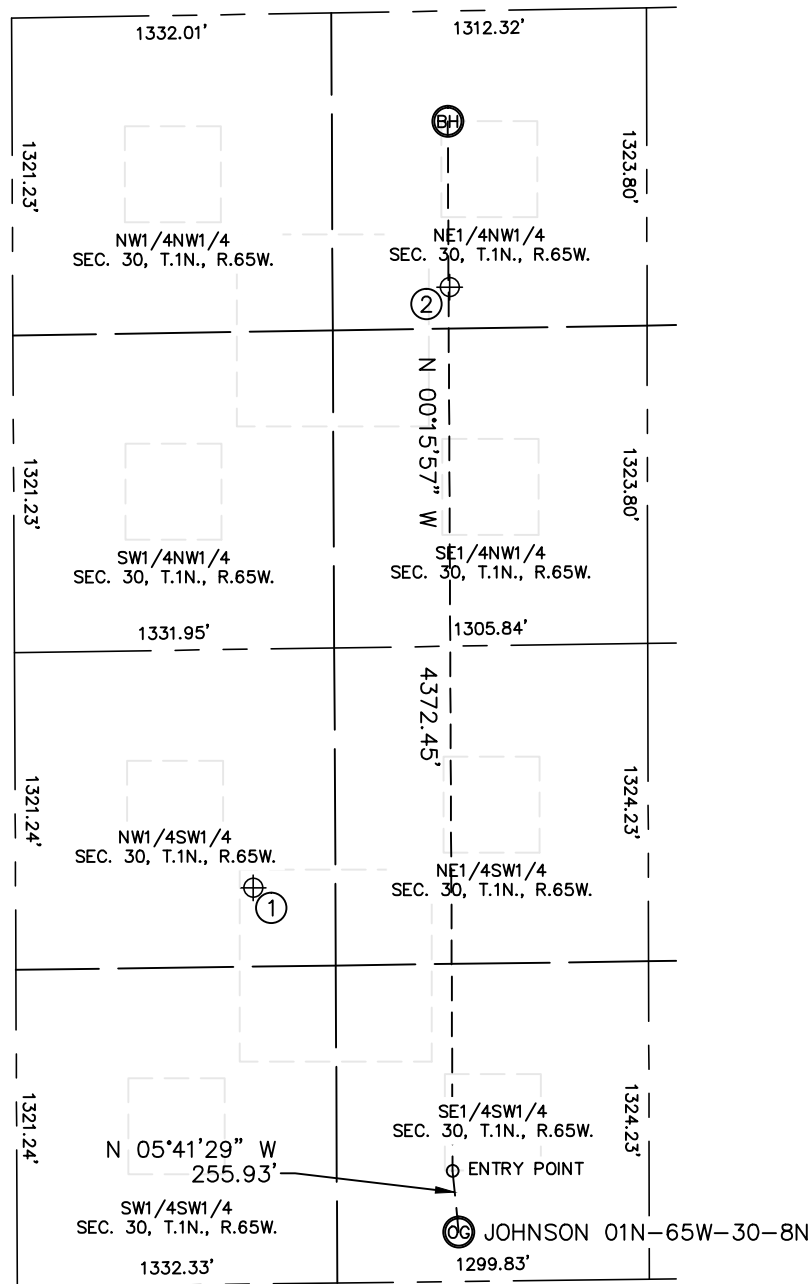 1332.01'
1312.32'
BH
1321.23'
1323.80'
NW1/4NW1/4
SEC. 30, T.1N., R.65W.
NE1/4NW1/4
SEC. 30, T.1N., R.65W.
2
N 00°15'57" W
1321.23'
1323.80'
SW1/4NW1/4
SEC. 30, T.1N., R.65W.
SE1/4NW1/4
SEC. 30, T.1N., R.65W.
1331.95'
1305.84'
4372.45'
1321.24'
1324.23'
NW1/4SW1/4
SEC. 30, T.1N., R.65W.
NE1/4SW1/4
SEC. 30, T.1N., R.65W.
1
1321.24'
1324.23'
SE1/4SW1/4
SEC. 30, T.1N., R.65W.
N 05°41'29" W
255.93'
ENTRY POINT
SW1/4SW1/4
SEC. 30, T.1N., R.65W.
OG JOHNSON 01N-65W-30-8N
1332.33'
1299.83'